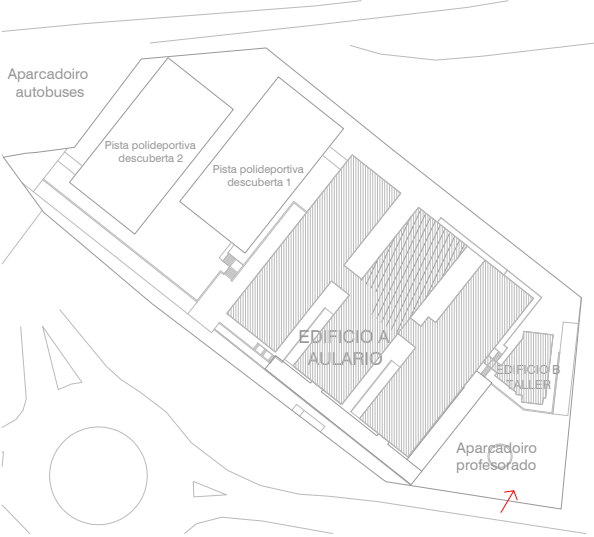 Aparcadoiro
autobuses
Pista polideportiva
descuberta 2
Pista polideportiva
descuberta 1
EDIFICIO A
AULARIO
EDIFICIO B
TALLER
Aparcadoiro
profesorado